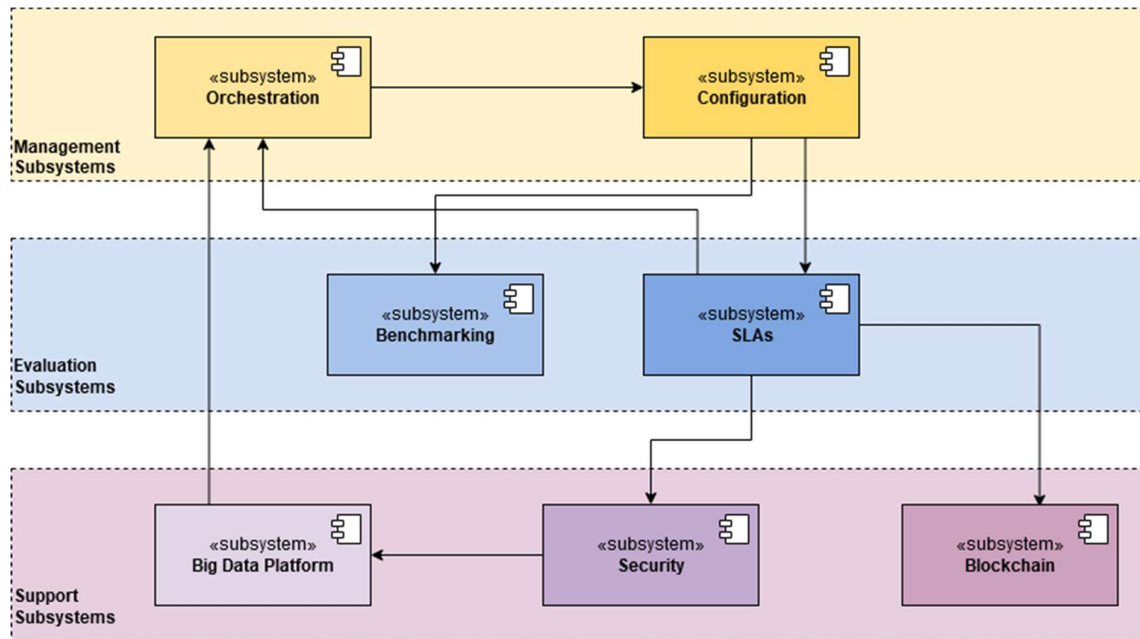 «subsystem»
Orchestration
«subsystem»
Configuration
Management
Subsystems
«subsystem»
Benchmarking
«subsystem»
SLAs
Evaluation
Subsystems
«subsystem»
Big Data Platform
«subsystem»
Security
«subsystem»
Blockchain
Support
Subsystems